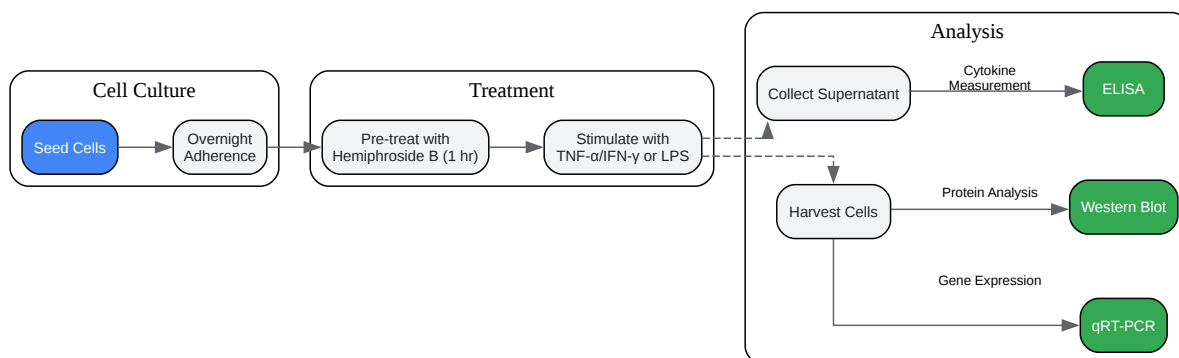 Cell Culture
Seed Cells
Overnight
Adherence
Treatment
Pre-treat with
Hemiphroside B (1 hr)
Stimulate with
TNF-α/IFN-γ or LPS
Analysis
Collect Supernatant
Cytokine
Measurement
ELISA
Harvest Cells
Protein Analysis
Western Blot
Gene Expression
qRT-PCR